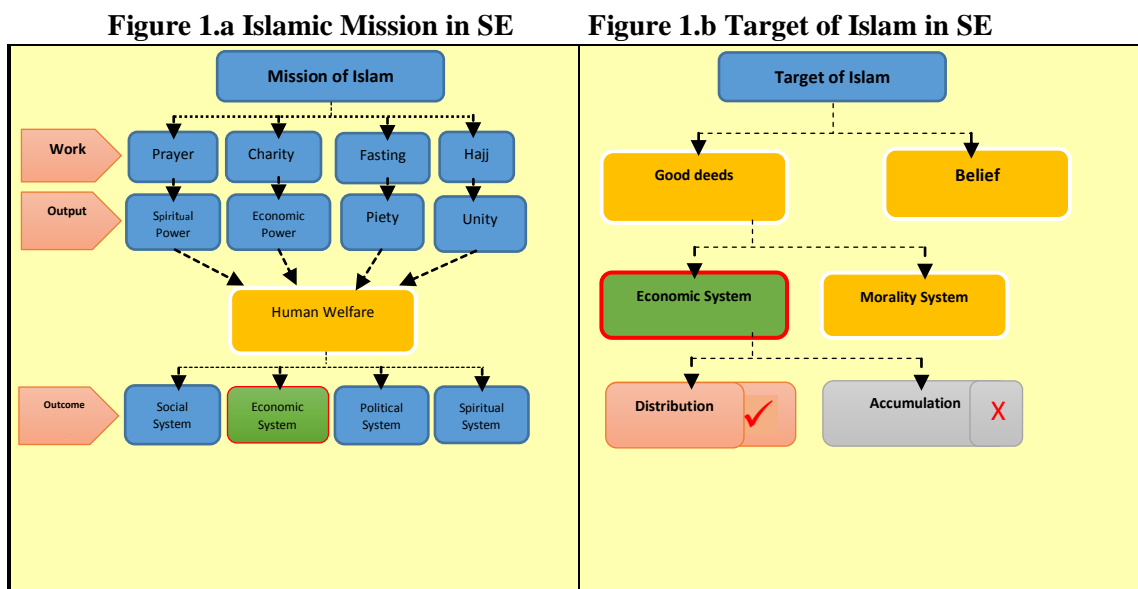 Figure 1.a Islamic Mission in SE
Figure 1.b Target of Islam in SE
Mission of Islam
Work
Prayer
Charity
Fasting
Hajj
Output
Spiritual
Power
Economic
Power
Piety
Unity
Human Welfare
Outcome
Social
System
Economic
System
Political
System
Spiritual
System
Target of Islam
Good deeds
Belief
Economic System
Morality System
Distribution
✓
Accumulation
X